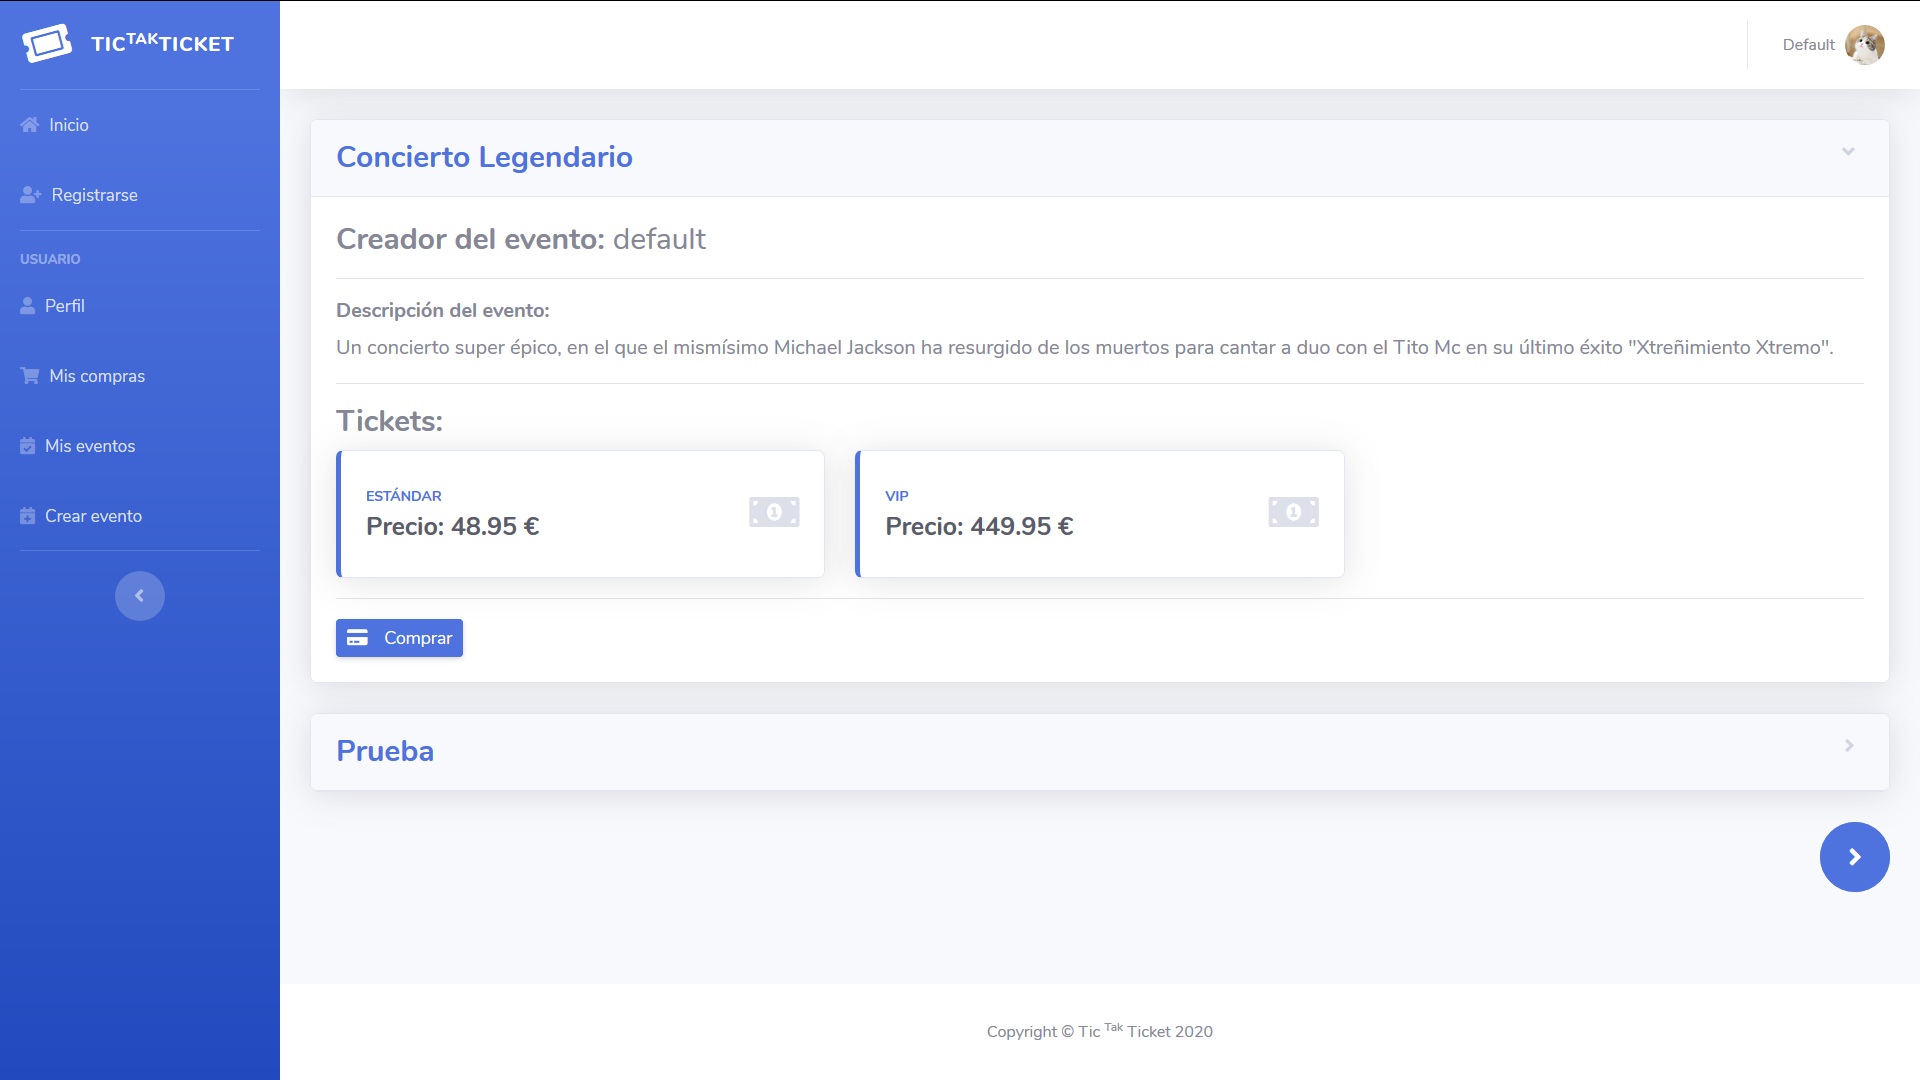 TICTAKTICKET
Default
Inicio
Registrarse
USUARIO
Perfil
Mis compras
Mis eventos
Crear evento
Concierto Legendario
Creador del evento: default
Descripción del evento:
Un concierto super épico, en el que el mismísimo Michael Jackson ha resurgido de los muertos para cantar a duo con el Tito Mc en su último éxito "Xtreñimiento Xtremo".
Tickets:
ESTÁNDAR
Precio: 48.95 €
VIP
Precio: 449.95 €
Comprar
Prueba
Copyright © Tic Tak Ticket 2020